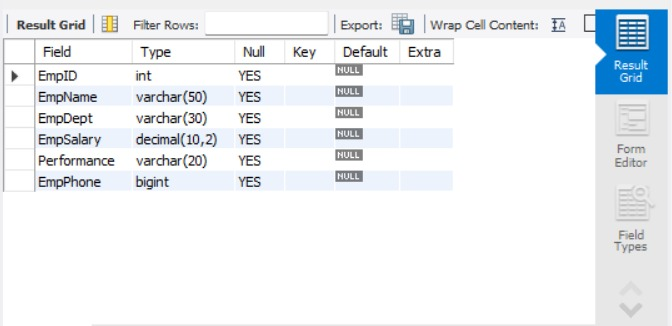 Result Grid Filter Rows: Export: Wrap Cell Content: IA
Field Type Null Key Default Extra
EmpID int YES NULL
EmpName varchar(50) YES NULL
EmpDept varchar(30) YES NULL
EmpSalary decimal(10,2) YES NULL
Performance varchar(20) YES NULL
EmpPhone bigint YES NULL
Result
Grid
Form
Editor
Field
Types